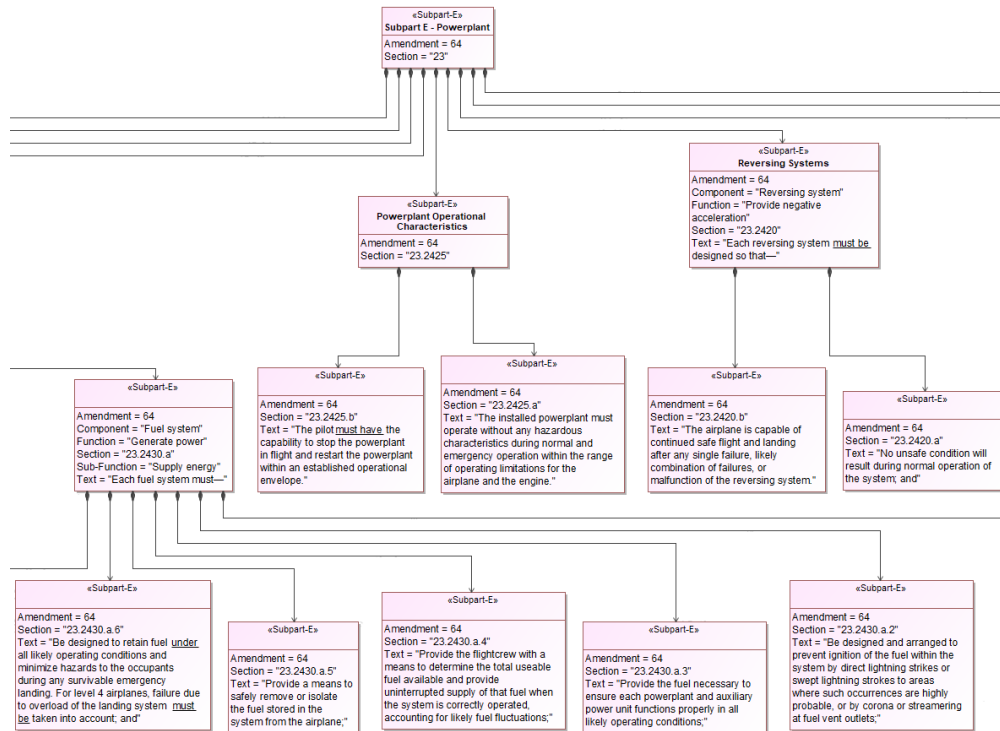 «Subpart-E»
Subpart E - Powerplant
Amendment = 64
Section = "23"
«Subpart-E»
Reversing Systems
Amendment = 64
Component = "Reversing system"
Function = "Provide negative
acceleration"
Section = "23.2420"
Text = "Each reversing system must be
designed so that—"
«Subpart-E»
Powerplant Operational
Characteristics
Amendment = 64
Section = "23.2425"
«Subpart-E»
Amendment = 64
Component = "Fuel system"
Function = "Generate power"
Section = "23.2430.a"
Sub-Function = "Supply energy"
Text = "Each fuel system must—"
«Subpart-E»
Amendment = 64
Section = "23.2425.b"
Text = "The pilot must have the
capability to stop the powerplant
in flight and restart the powerplant
within an established operational
envelope."
«Subpart-E»
Amendment = 64
Section = "23.2425.a"
Text = "The installed powerplant must
operate without any hazardous
characteristics during normal and
emergency operation within the range
of operating limitations for the
airplane and the engine."
«Subpart-E»
Amendment = 64
Section = "23.2420.b"
Text = "The airplane is capable of
continued safe flight and landing
after any single failure, likely
combination of failures, or
malfunction of the reversing system."
«Subpart-E»
Amendment = 64
Section = "23.2420.a"
Text = "No unsafe condition will
result during normal operation of
the system; and"
«Subpart-E»
Amendment = 64
Section = "23.2430.a.6"
Text = "Be designed to retain fuel under
all likely operating conditions and
minimize hazards to the occupants
during any survivable emergency
landing. For level 4 airplanes, failure due
to overload of the landing system must
be taken into account; and"
«Subpart-E»
Amendment = 64
Section = "23.2430.a.5"
Text = "Provide a means to
safely remove or isolate
the fuel stored in the
system from the airplane;"
«Subpart-E»
Amendment = 64
Section = "23.2430.a.4"
Text = "Provide the flightcrew with a
means to determine the total useable
fuel available and provide
uninterrupted supply of that fuel when
the system is correctly operated,
accounting for likely fuel fluctuations;"
«Subpart-E»
Amendment = 64
Section = "23.2430.a.3"
Text = "Provide the fuel necessary to
ensure each powerplant and auxiliary
power unit functions properly in all
likely operating conditions;"
«Subpart-E»
Amendment = 64
Section = "23.2430.a.2"
Text = "Be designed and arranged to
prevent ignition of the fuel within the
system by direct lightning strikes or
swept lightning strokes to areas
where such occurrences are highly
probable, or by corona or streamering
at fuel vent outlets;"